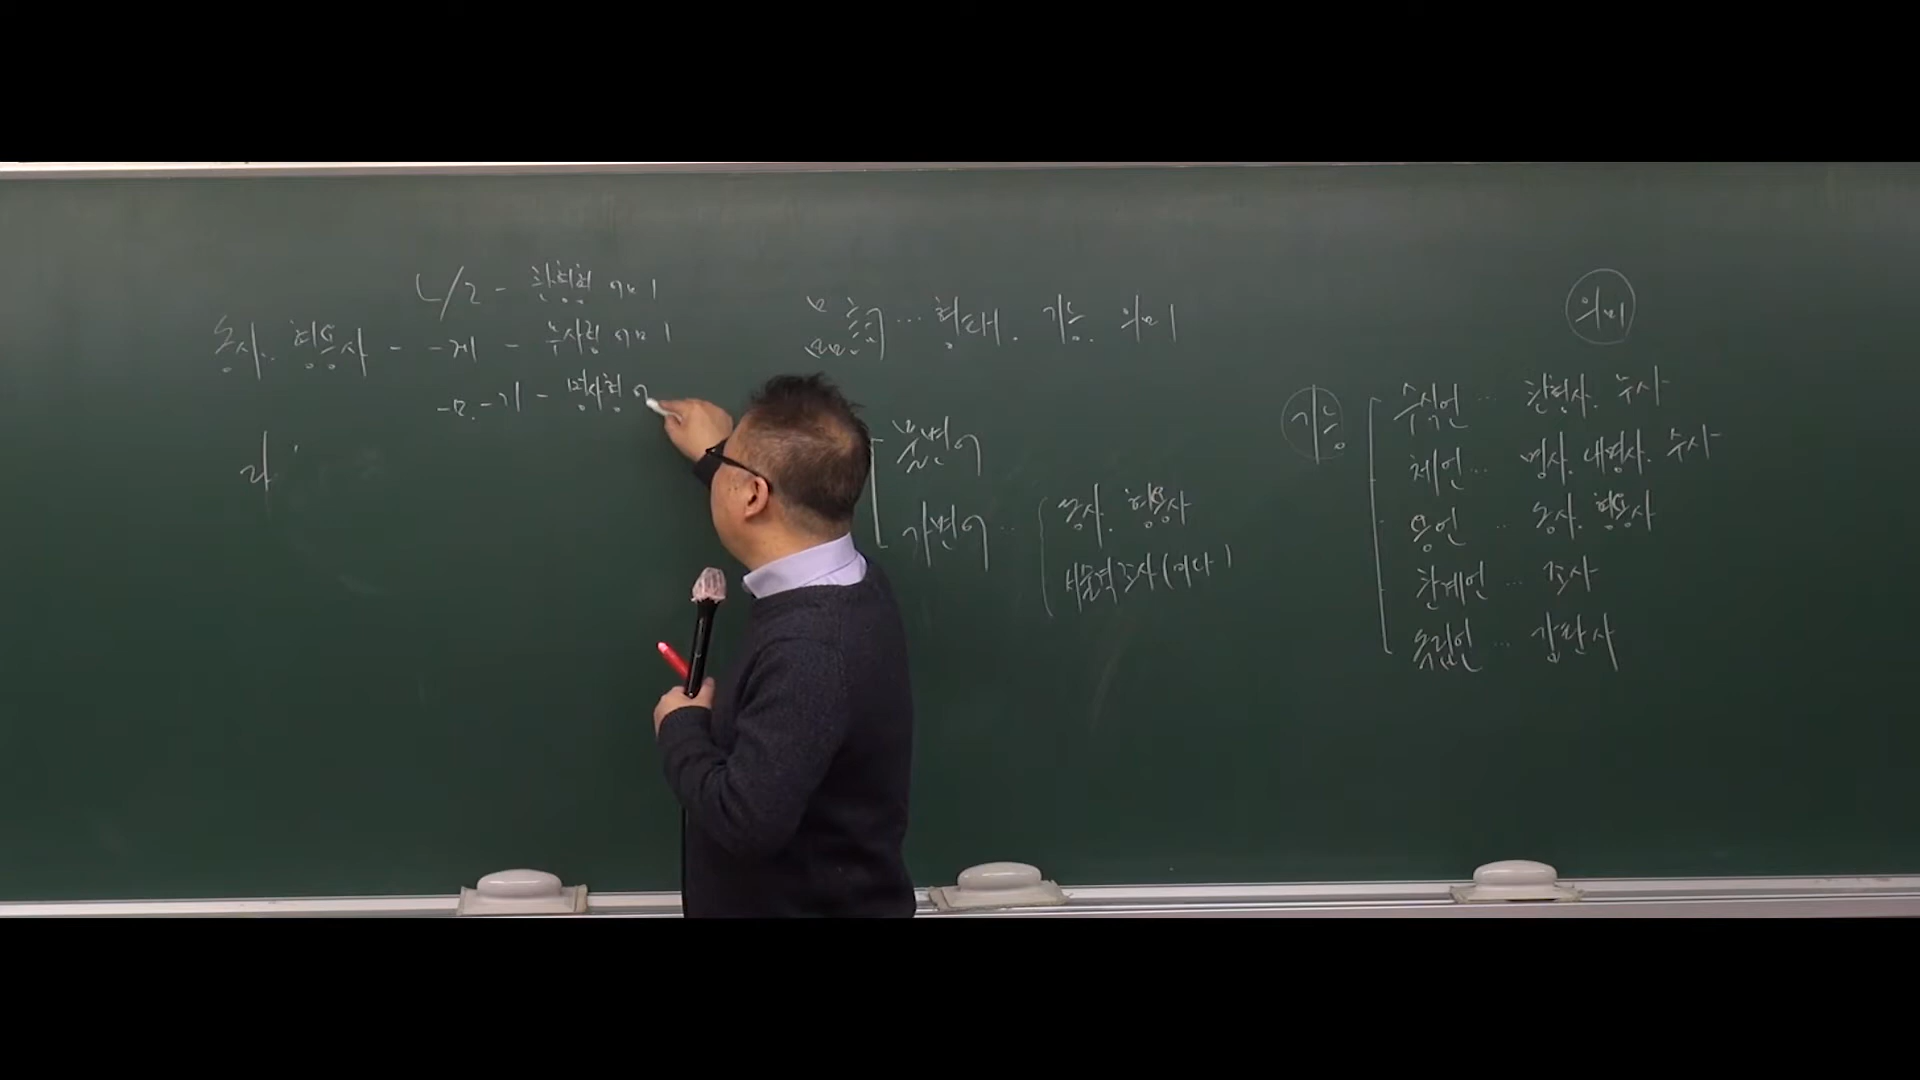 ㄴ/ㄹ - 관형형 어미
동사. 형용사 - -게 - 부사형 어미
-ㅁ. -기 - 명사형 어
과
품사 … 형태. 기능. 의미
불변어
가변어 … 동사. 형용사
서술격조사(이다)
의미
기능
수식언 … 관형사. 부사
체언 … 명사. 대명사. 수사
용언 … 동사. 형용사
관계언 … 조사
독립언 … 감탄사